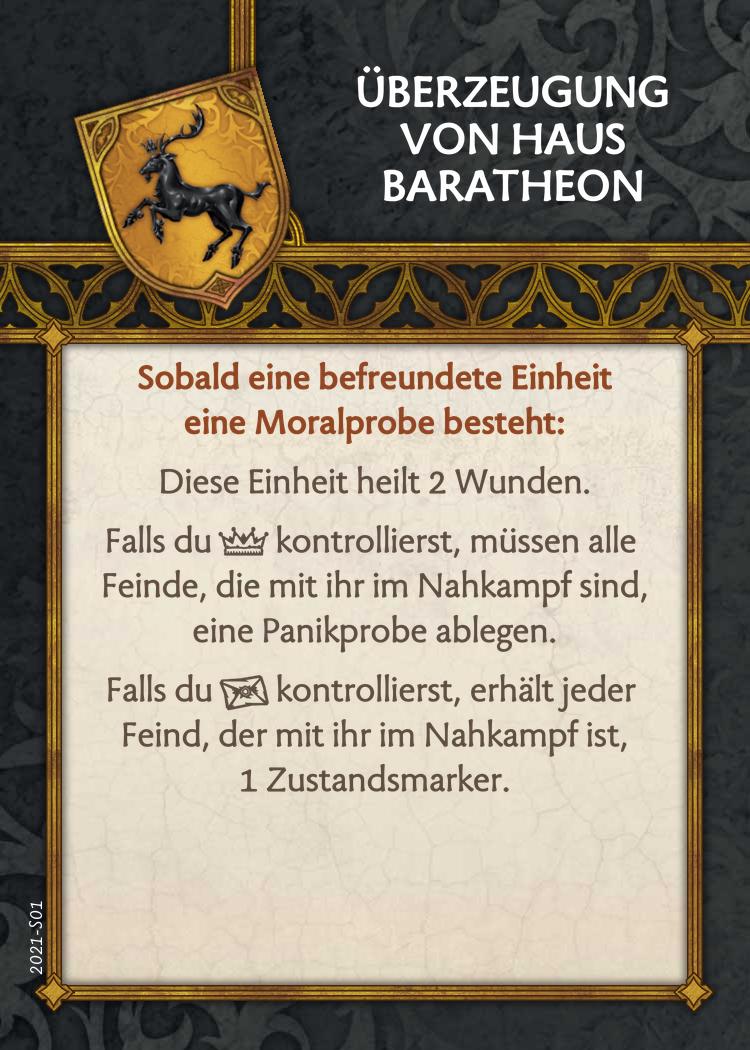 ÜBERZEUGUNG
VON HAUS
BARATHEON
Sobald eine befreundete Einheit
eine Moralprobe besteht:
Diese Einheit heilt 2 Wunden.
Falls du kontrollierst, müssen alle
Feinde, die mit ihr im Nahkampf sind,
eine Panikprobe ablegen.
Falls du kontrollierst, erhält jeder
Feind, der mit ihr im Nahkampf ist,
1 Zustandsmarker.
2021-S01